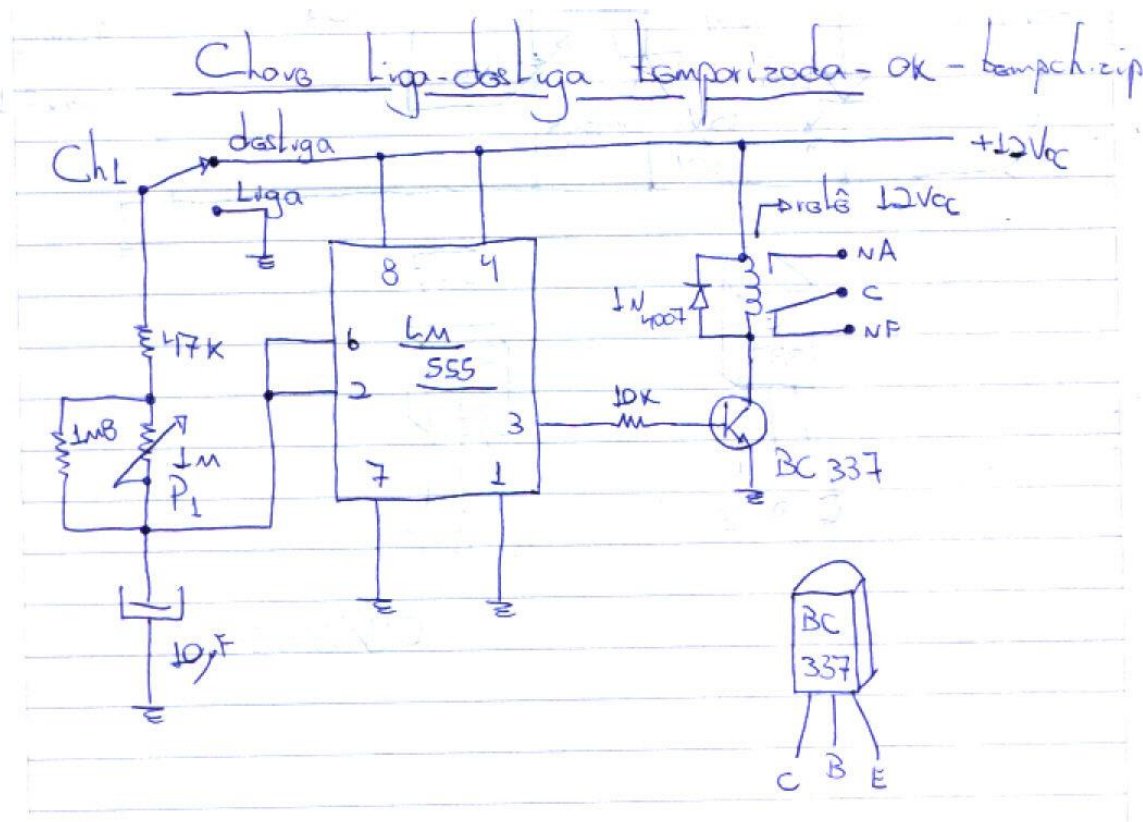 Chave Liga-desliga temporizada - ok - tempch.zip
desliga
Ch1
+12Vcc
Liga
relê 12Vcc
8 4
NA
1N4007
C
NF
47K
6
LM
555
2
10K
1M8
3
1M
P1
7 1
BC 337
10µF
BC
337
C B E